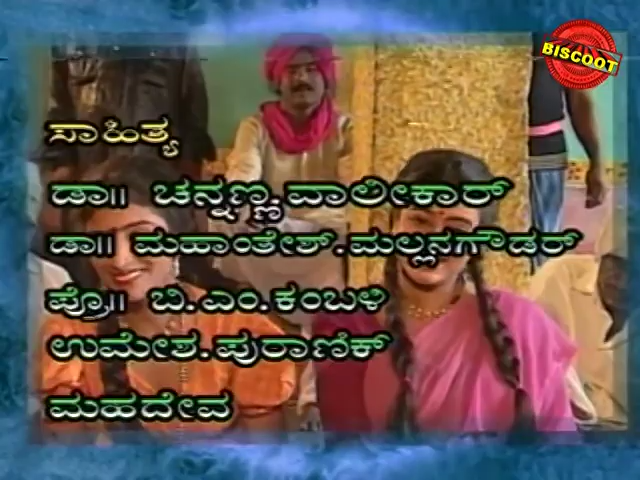 BISCOOT
ಸಾಹಿತ್ಯ
ಡಾ॥ ಚನ್ನಣ್ಣ.ವಾಲೀಕಾರ್
ಡಾ॥ ಮಹಾಂತೇಶ್.ಮಲ್ಲನಗೌಡರ್
ಪ್ರೊ॥ ಬಿ.ಎಂ.ಕಂಬಳಿ
ಉಮೇಶ.ಪುರಾಣಿಕ್
ಮಹದೇವ